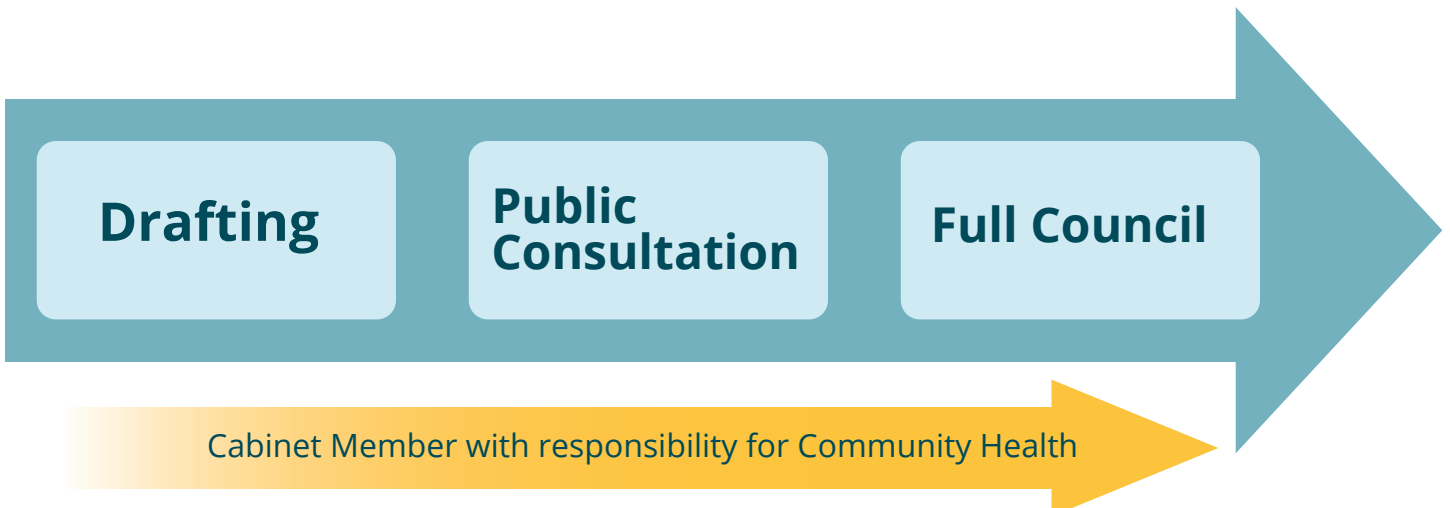 Drafting
Public
Consultation
Full Council
Cabinet Member with responsibility for Community Health